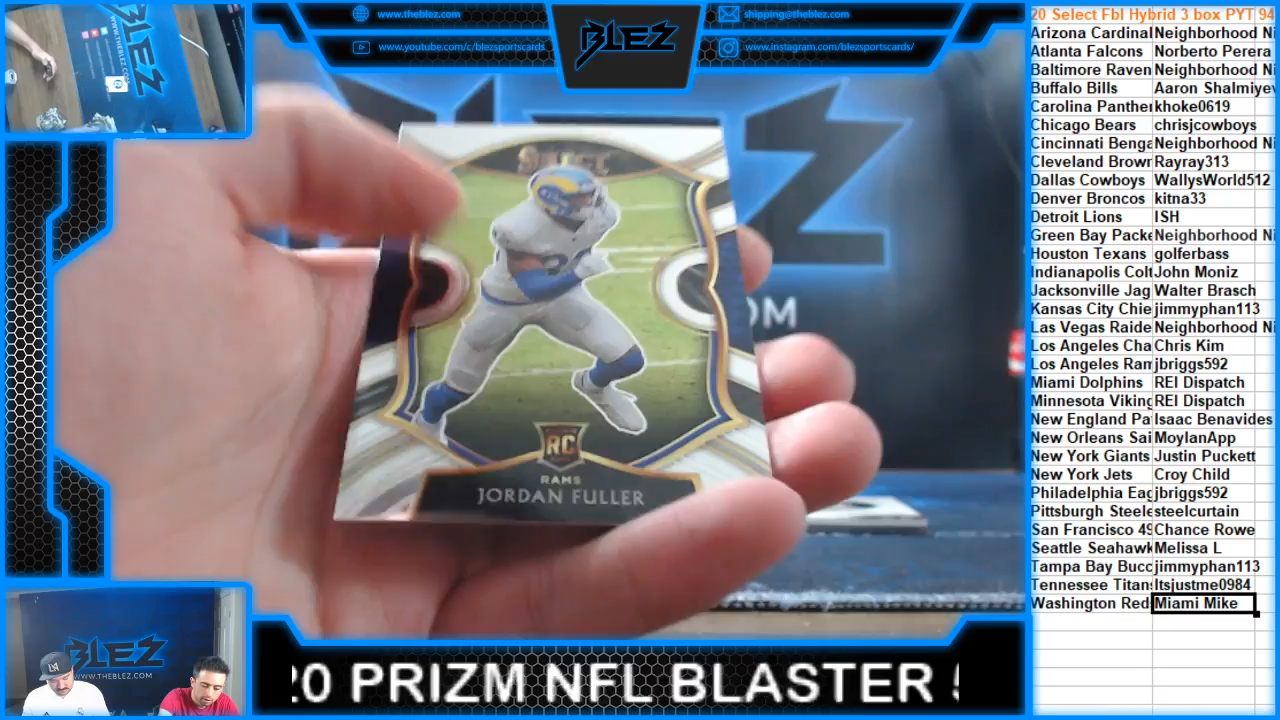 www.theblez.com
shipping@theblez.com
www.youtube.com/c/blezsportscards
www.instagram.com/blezsportscards/
BLEZ
SELECT
RC
RAMS
JORDAN FULLER
OM
BLEZ
WWW.THEBLEZ.COM
20 PRIZM NFL BLASTER
20 Select Fbl Hybrid 3 box PYT 94
Arizona Cardinal Neighborhood Ni
Atlanta Falcons Norberto Perera
Baltimore Raven Neighborhood Ni
Buffalo Bills Aaron Shalmiyev
Carolina Panther khoke0619
Chicago Bears chrisjcowboys
Cincinnati Benga Neighborhood Ni
Cleveland Brown Rayray313
Dallas Cowboys WallysWorld512
Denver Broncos kitna33
Detroit Lions ISH
Green Bay Packe Neighborhood Ni
Houston Texans golferbass
Indianapolis Colt John Moniz
Jacksonville Jag Walter Brasch
Kansas City Chie jimmyphan113
Las Vegas Raide Neighborhood Ni
Los Angeles Cha Chris Kim
Los Angeles Ram jbriggs592
Miami Dolphins REI Dispatch
Minnesota Viking REI Dispatch
New England Pa Isaac Benavides
New Orleans Sai MoylanApp
New York Giants Justin Puckett
New York Jets Croy Child
Philadelphia Eag jbriggs592
Pittsburgh Steele steelcurtain
San Francisco 49 Chance Rowe
Seattle Seahawk Melissa L
Tampa Bay Bucc jimmyphan113
Tennessee Titan Itsjustme0984
Washington Red Miami Mike